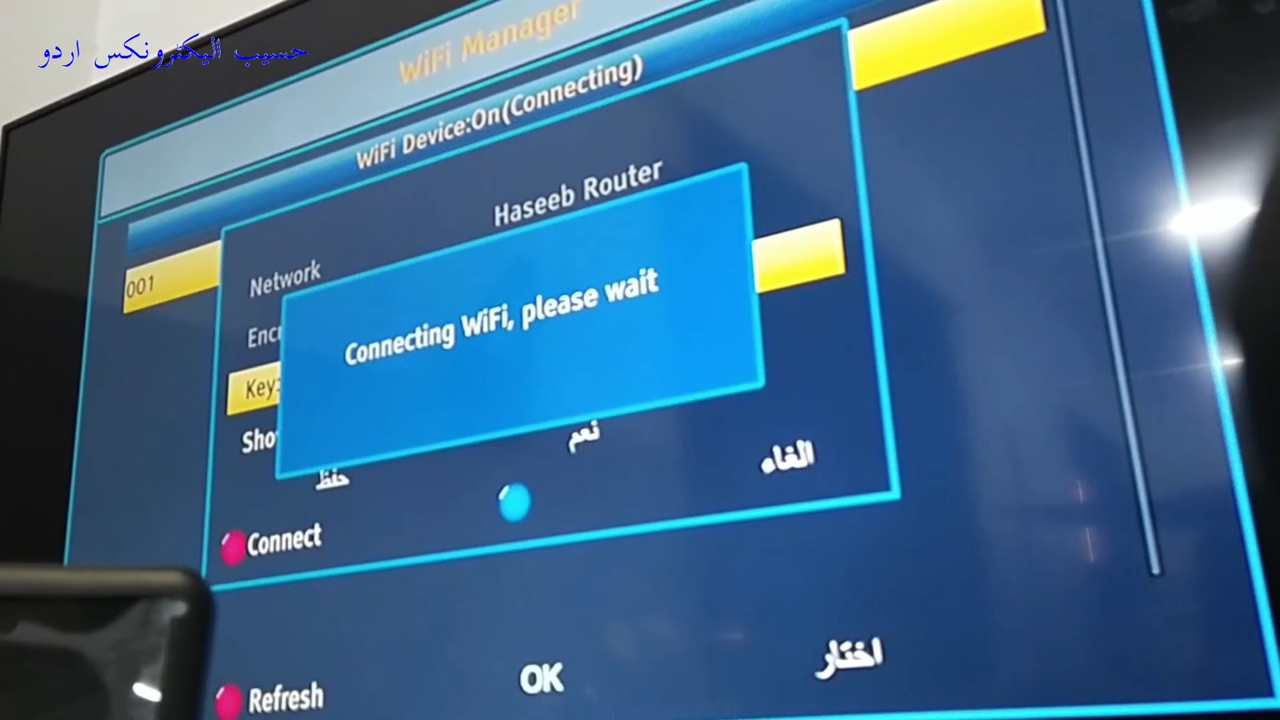 حسیب الیکٹرونکس اردو
WiFi Manager
WiFi Device:On(Connecting)
Haseeb Router
001
Network
Connecting WiFi, please wait
Key:
نعم
الغاء
حفظ
Connect
اختار
OK
Refresh